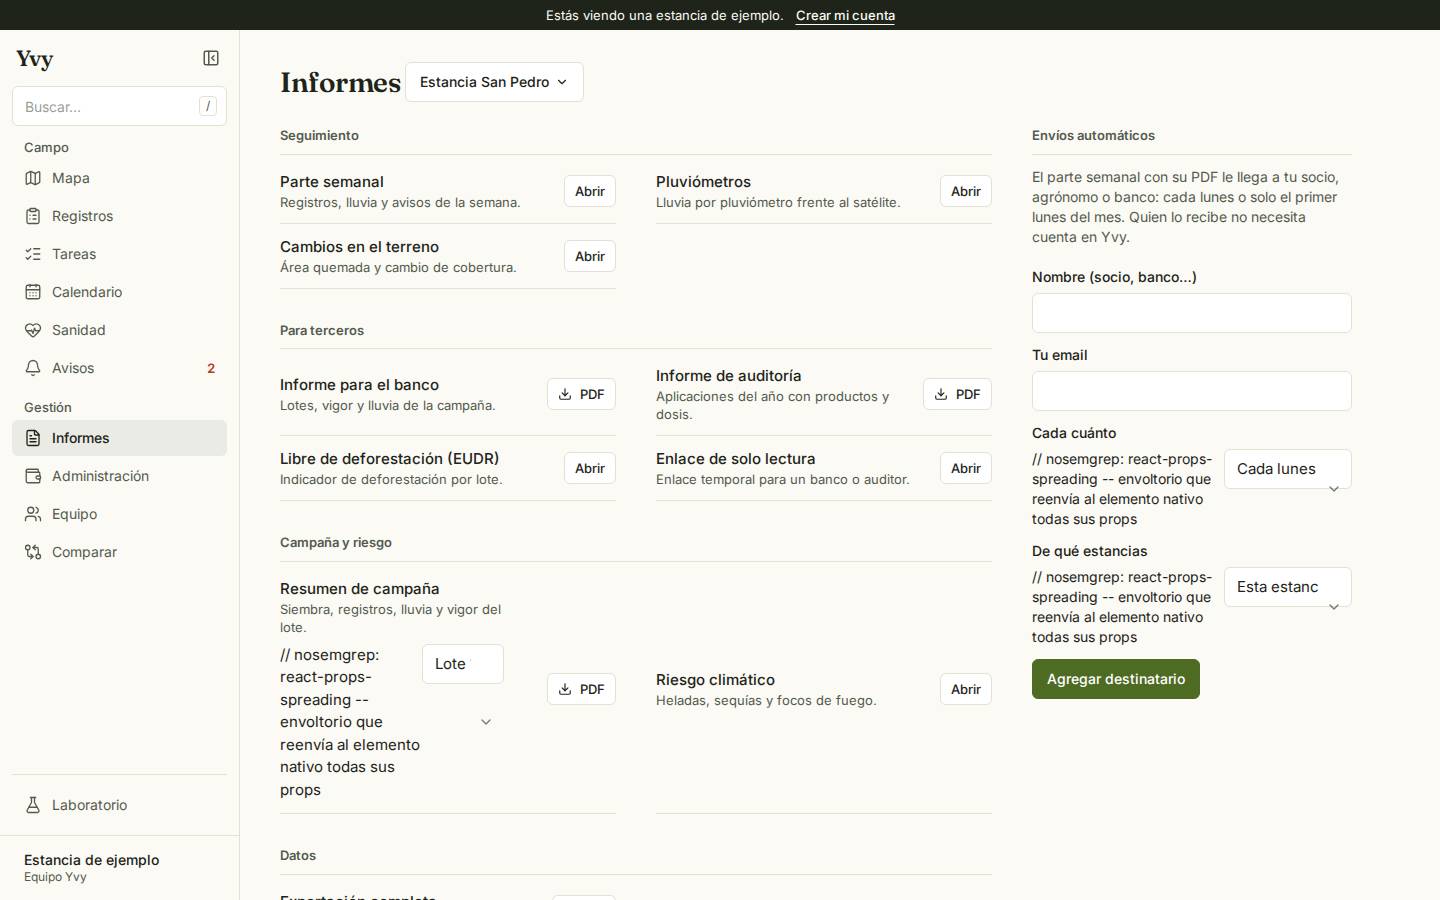 Estás viendo una estancia de ejemplo. Crear mi cuenta
Yvy
Buscar...
/
Campo
Mapa
Registros
Tareas
Calendario
Sanidad
Avisos 2
Gestión
Informes
Administración
Equipo
Comparar
Laboratorio
Estancia de ejemplo
Equipo Yvy
Informes
Estancia San Pedro
Seguimiento
Parte semanal
Registros, lluvia y avisos de la semana.
Abrir
Pluviómetros
Lluvia por pluviómetro frente al satélite.
Abrir
Cambios en el terreno
Área quemada y cambio de cobertura.
Abrir
Para terceros
Informe para el banco
Lotes, vigor y lluvia de la campaña.
PDF
Informe de auditoría
Aplicaciones del año con productos y
dosis.
PDF
Libre de deforestación (EUDR)
Indicador de deforestación por lote.
Abrir
Enlace de solo lectura
Enlace temporal para un banco o auditor.
Abrir
Campaña y riesgo
Resumen de campaña
Siembra, registros, lluvia y vigor del
lote.
// nosemgrep:
react-props-
spreading --
envoltorio que
reenvía al elemento
nativo todas sus
props
Lote
PDF
Riesgo climático
Heladas, sequías y focos de fuego.
Abrir
Datos
Envíos automáticos
El parte semanal con su PDF le llega a tu socio,
agrónomo o banco: cada lunes o solo el primer
lunes del mes. Quien lo recibe no necesita
cuenta en Yvy.
Nombre (socio, banco...)
Tu email
Cada cuánto
// nosemgrep: react-props-
spreading -- envoltorio que
reenvía al elemento nativo
todas sus props
Cada lunes
De qué estancias
// nosemgrep: react-props-
spreading -- envoltorio que
reenvía al elemento nativo
todas sus props
Esta estanc
Agregar destinatario